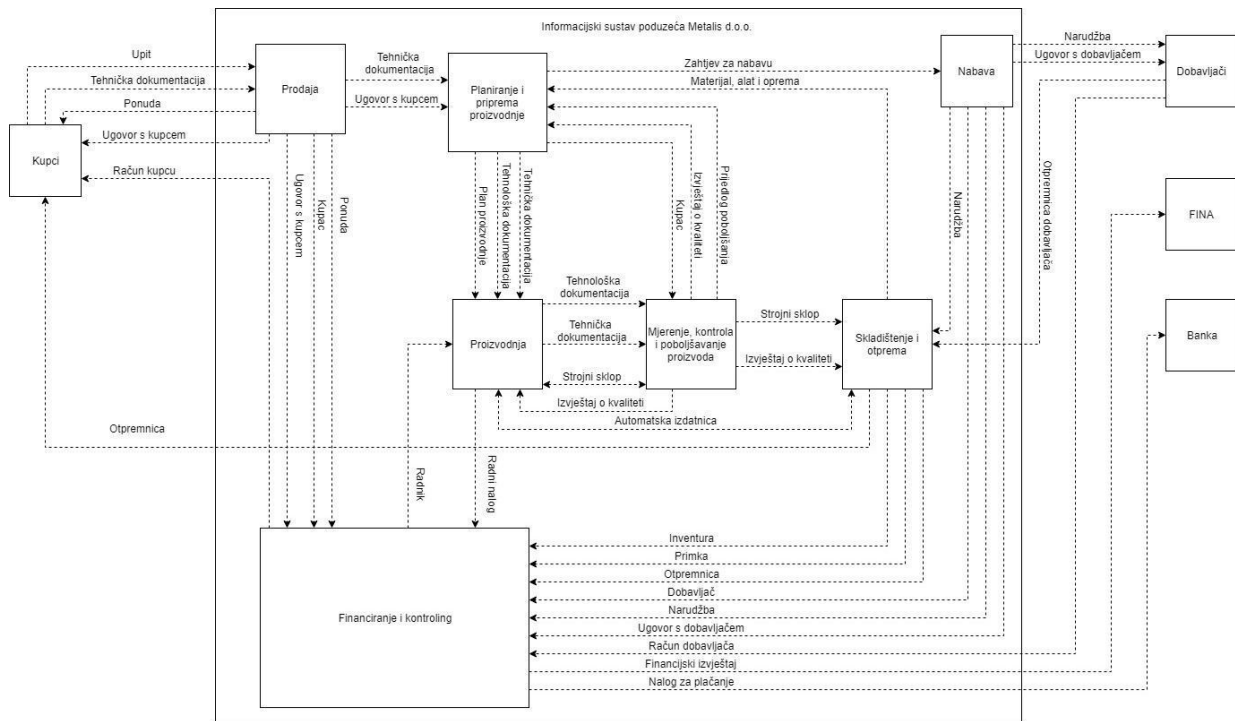 Informacijski sustav poduzeća Metalis d.o.o.
Upit
Tehnička dokumentacija
Ponuda
Ugovor s kupcem
Račun kupcu
Kupci
Prodaja
Tehnička
dokumentacija
Ugovor s kupcem
Planiranje i
priprema
proizvodnje
Zahtjev za nabavu
Materijal, alat i oprema
Nabava
Narudžba
Ugovor s dobavljačem
Dobavljači
Ugovor s kupcem
Kupac
Ponuda
Plan proizvodnje
Tehnološka dokumentacija
Tehnička dokumentacija
Kupac
Izvještaj o kvaliteti
Prijedlog poboljšanja
Narudžba
Otpremnica dobavljača
FINA
Banka
Proizvodnja
Tehnološka
dokumentacija
Tehnička
dokumentacija
Strojni sklop
Izvještaj o kvaliteti
Automatska izdatnica
Mjerenje, kontrola
i poboljšavanje
proizvoda
Strojni sklop
Izvještaj o kvaliteti
Skladištenje i
otprema
Otpremnica
Radnik
Radni nalog
Financiranje i kontroling
Inventura
Primka
Otpremnica
Dobavljač
Narudžba
Ugovor s dobavljačem
Račun dobavljača
Financijski izvještaj
Nalog za plačanje